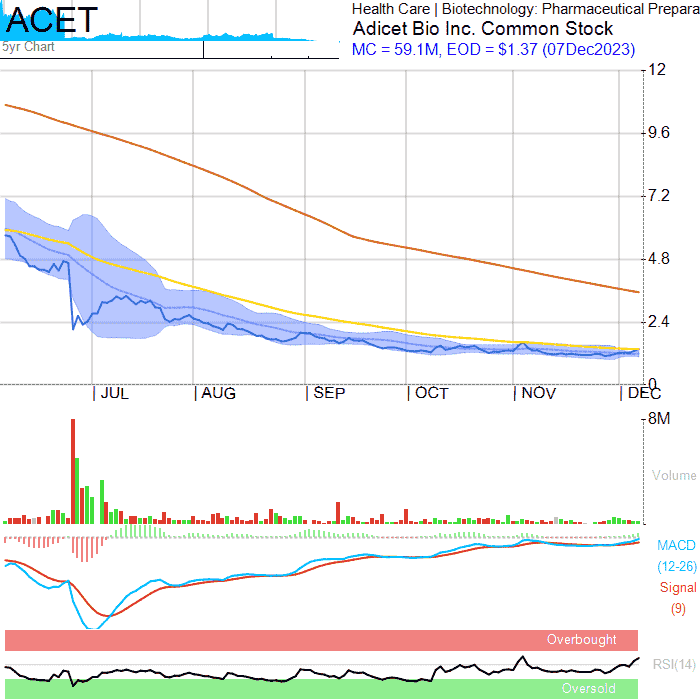 ACET
5yr Chart
Health Care | Biotechnology: Pharmaceutical Prepara
Adicet Bio Inc. Common Stock
MC = 59.1M, EOD = $1.37 (07Dec2023)
12
9.6
7.2
4.8
2.4
0
| JUL | AUG | SEP | OCT | NOV | DEC
8M
Volume
MACD
(12-26)
Signal
(9)
Overbought
RSI(14)
Oversold